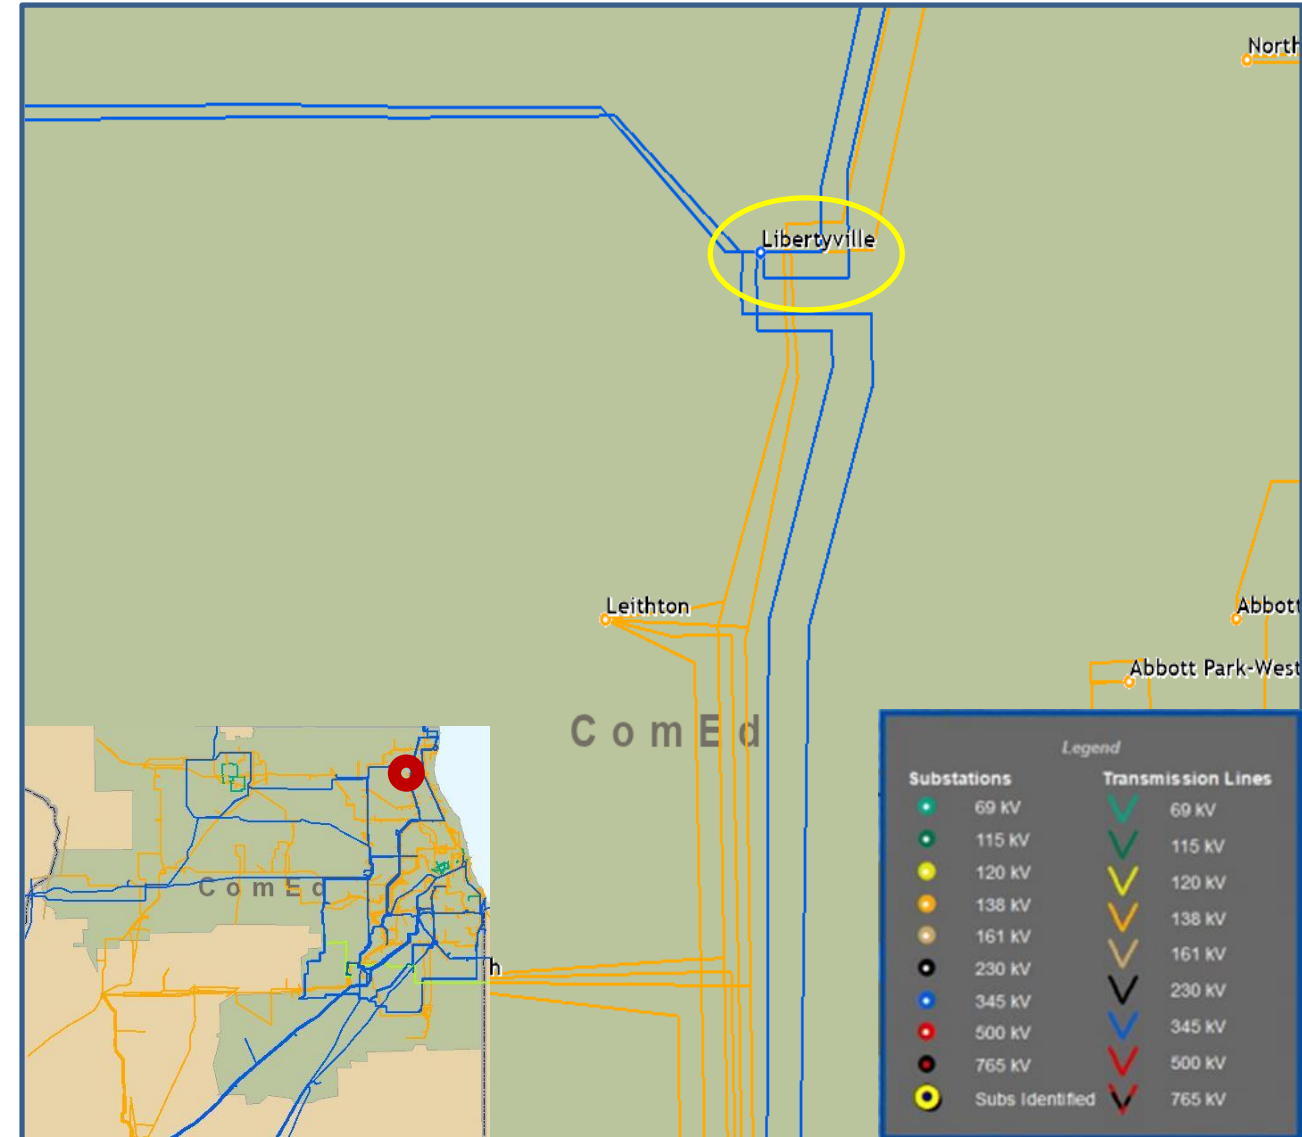 North
Libertyville
Leithton
Abbott
Abbott Park-West
ComEd
ComEd
h
Legend
Substations
Transmission Lines
69 kV
69 kV
115 kV
115 kV
120 kV
120 kV
138 kV
138 kV
161 kV
161 kV
230 kV
230 kV
345 kV
345 kV
500 kV
500 kV
765 kV
765 kV
Subs Identified